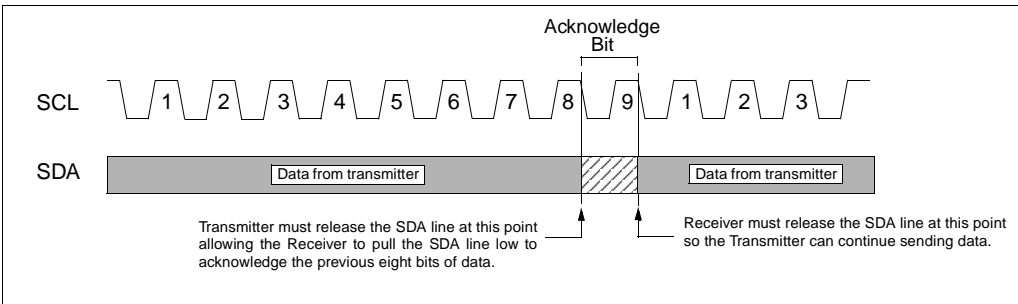 Acknowledge
Bit
SCL 1 2 3 4 5 6 7 8 9 1 2 3
SDA Data from transmitter Data from transmitter
Transmitter must release the SDA line at this point
allowing the Receiver to pull the SDA line low to
acknowledge the previous eight bits of data.
Receiver must release the SDA line at this point
so the Transmitter can continue sending data.